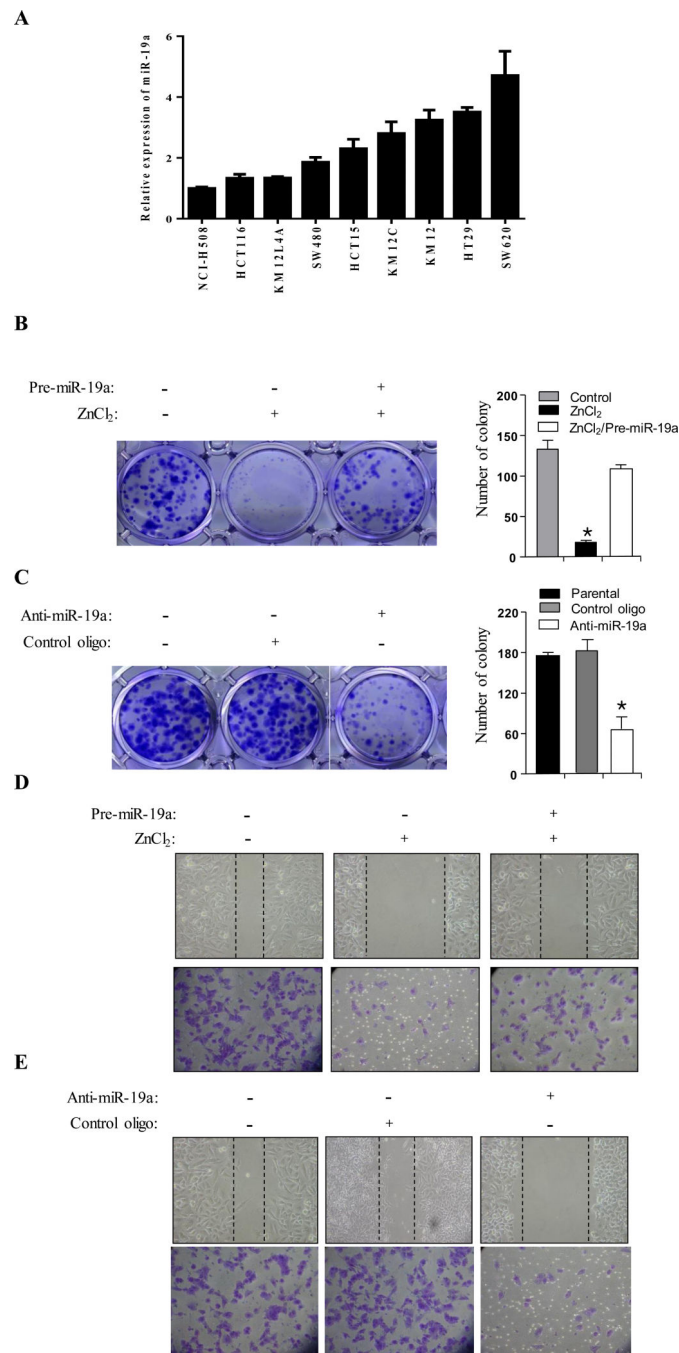 A
Relative expression of miR-19a
6
4
2
0
NCI-H508
HCT116
KM12L4A
SW480
HCT15
KM12C
KM12
HT29
SW620
B
Pre-miR-19a: - - +
ZnCl₂: - + +
Number of colony
200
150
100
50
0
Control
ZnCl₂
ZnCl₂/Pre-miR-19a
*
C
Anti-miR-19a: - - +
Control oligo: - + -
Number of colony
240
180
120
60
0
Parental
Control oligo
Anti-miR-19a
*
D
Pre-miR-19a: - - +
ZnCl₂: - + +
E
Anti-miR-19a: - - +
Control oligo: - + -